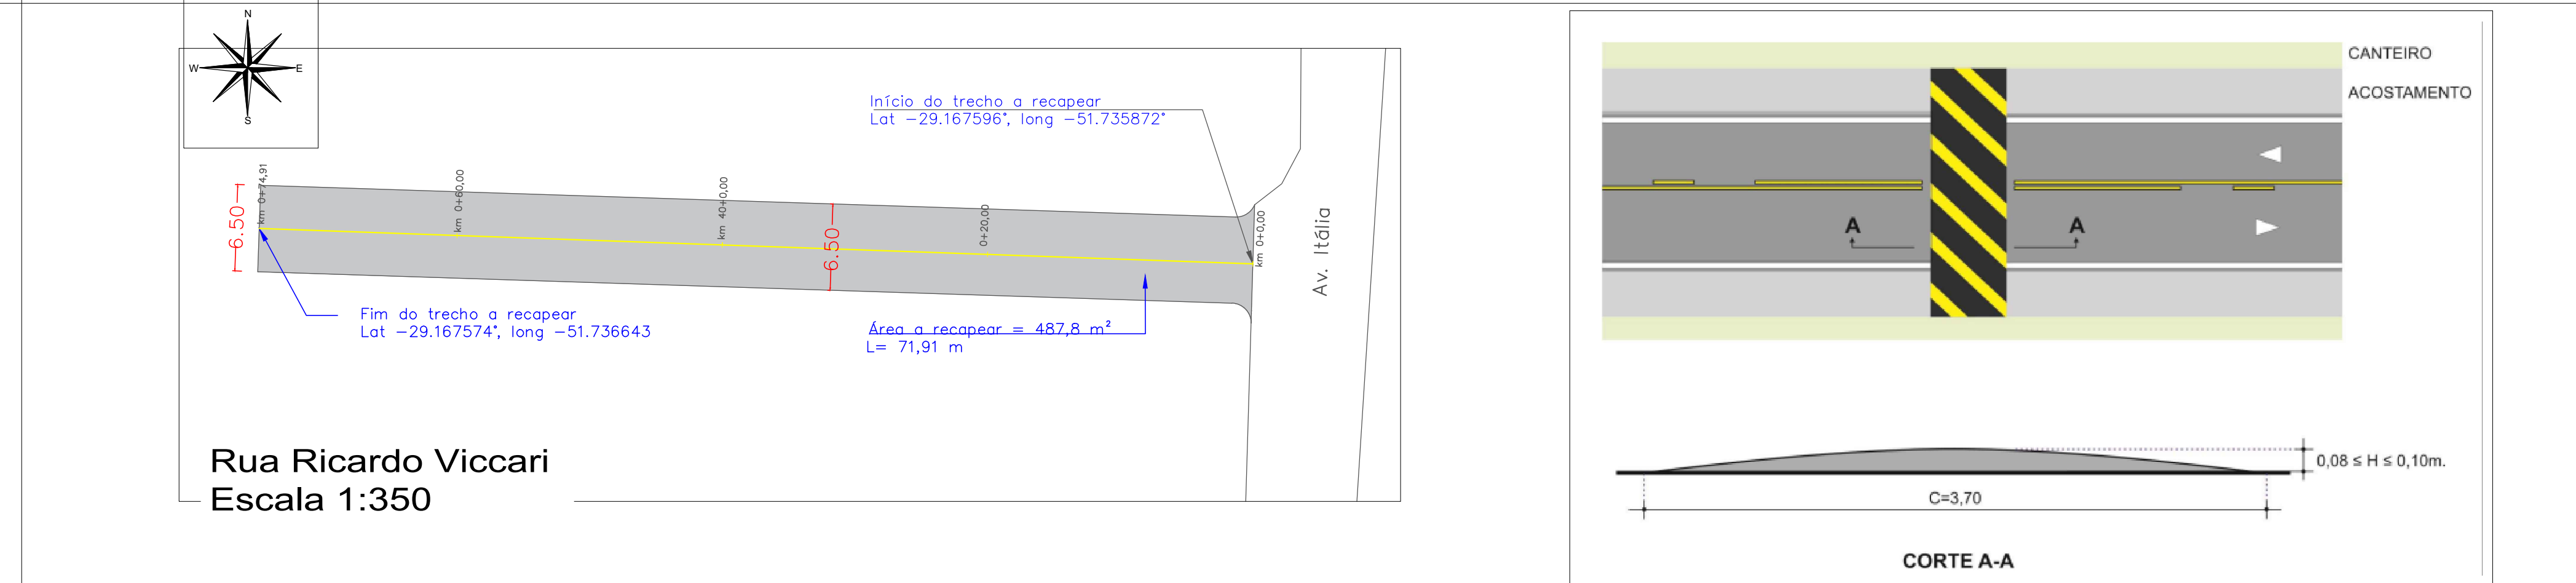 N
W
E
S
Início do trecho a recapear
Lat -29.167596°, long -51.735872°
km 0+74,91
km 0+60,00
km 40+0,00
0+20,00
km 0+0,00
6.50
6.50
Av. Itália
Fim do trecho a recapear
Lat -29.167574°, long -51.736643
Área a recapear = 487,8 m²
L= 71,91 m
Rua Ricardo Viccari
Escala 1:350
CANTEIRO
ACOSTAMENTO
A
A
0,08 ≤ H ≤ 0,10m.
C=3,70
CORTE A-A